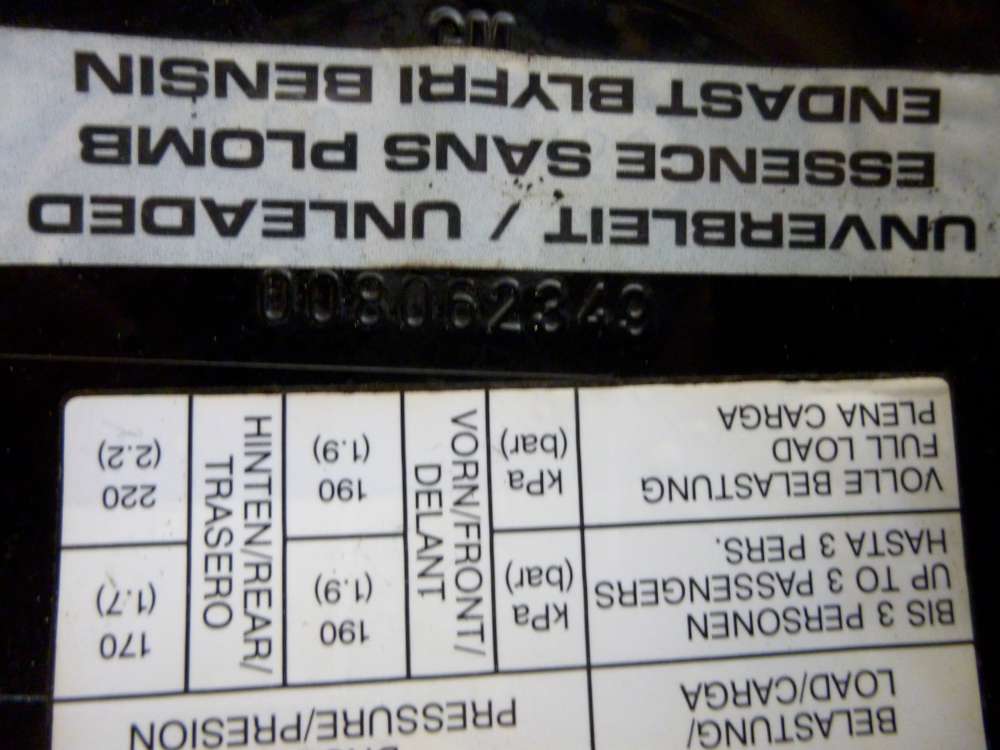 BELASTUNG/
LOAD/CARGA
PRESSURE/PRESION
BIS 3 PERSONEN
UP TO 3 PASSENGERS
HASTA 3 PERS.
kPa
(bar)
VORN/FRONT/
DELANT
190
(1.9)
HINTEN/REAR/
TRASERO
170
(1.7)
VOLLE BELASTUNG
FULL LOAD
PLENA CARGA
kPa
(bar)
190
(1.9)
220
(2.2)
008062349
UNVERBLEIT / UNLEADED
ESSENCE SANS PLOMB
ENDAST BLYFRI BENSIN
GM